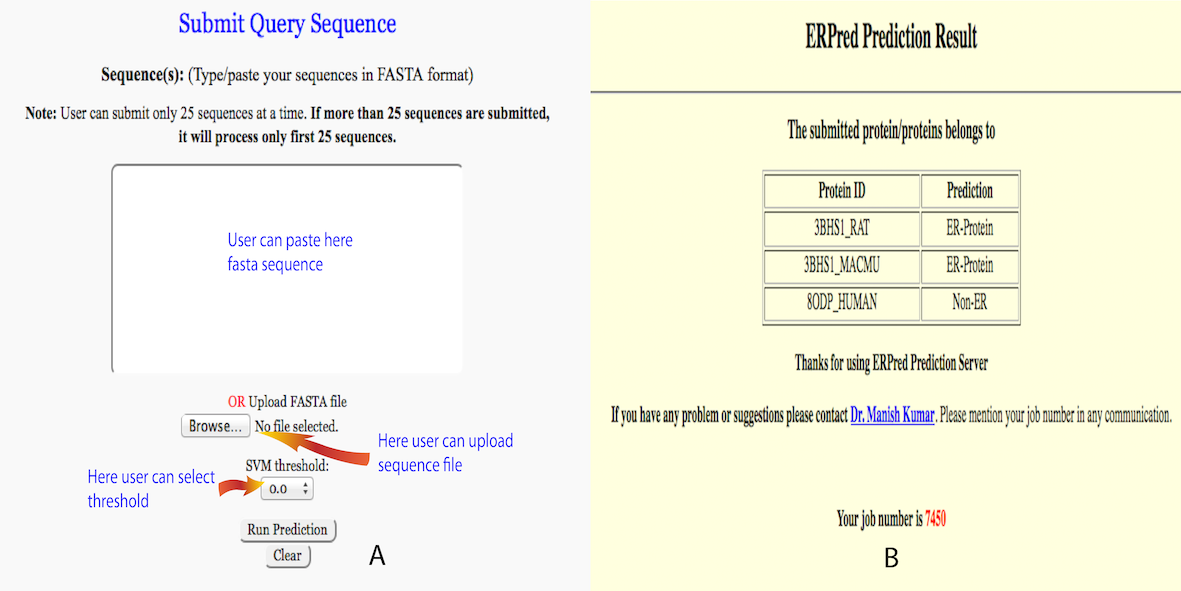 Submit Query Sequence
Sequence(s): (Type/paste your sequences in FASTA format)
Note: User can submit only 25 sequences at a time. If more than 25 sequences are submitted,
it will process only first 25 sequences.
User can paste here
fasta sequence
OR Upload FASTA file
Browse... No file selected.
Here user can upload
sequence file
SVM threshold:
Here user can select
threshold
0.0
Run Prediction
Clear
A
ERPred Prediction Result
The submitted protein/proteins belongs to
Protein ID Prediction
3BHS1_RAT ER-Protein
3BHS1_MACMU ER-Protein
8ODP_HUMAN Non-ER
Thanks for using ERPred Prediction Server
If you have any problem or suggestions please contact Dr. Manish Kumar. Please mention your job number in any communication.
Your job number is 7450
B